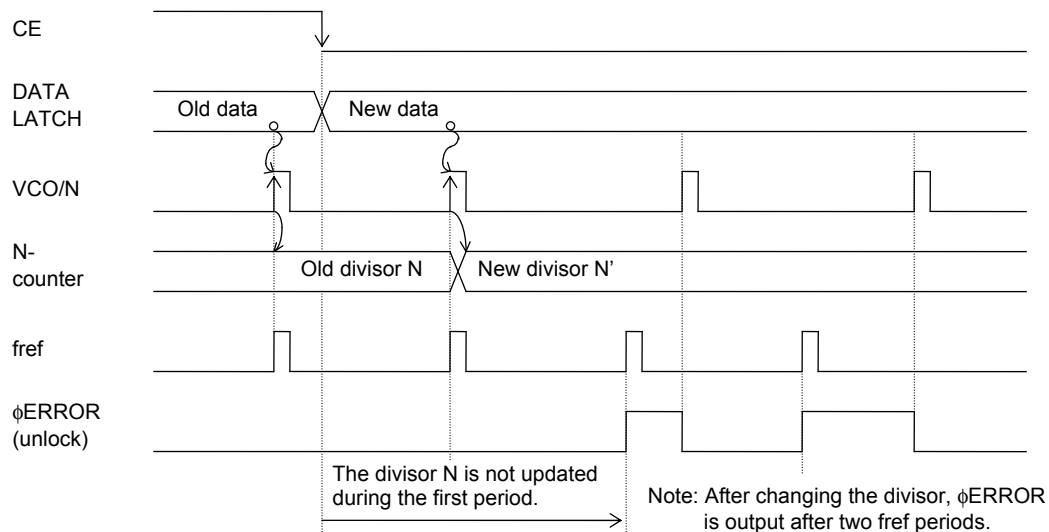 CE
DATA
LATCH
Old data
New data
VCO/N
N-
counter
Old divisor N
New divisor N'
fref
ϕERROR
(unlock)
The divisor N is not updated
during the first period.
Note: After changing the divisor, ϕERROR
is output after two fref periods.